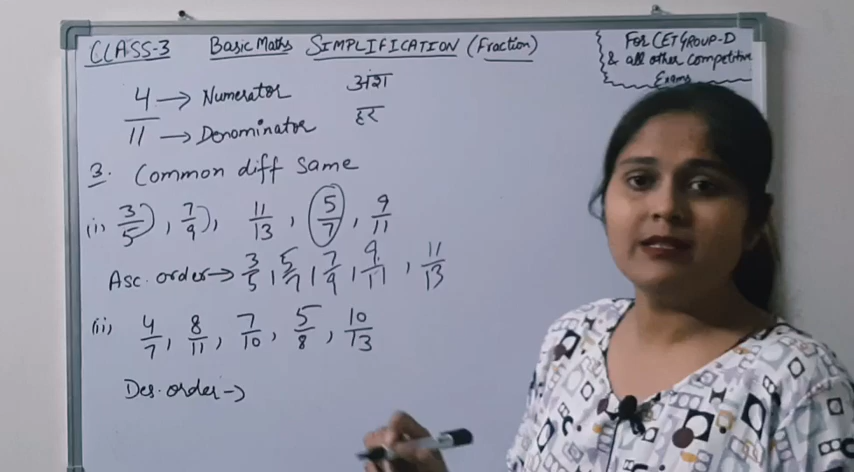 CLASS-3 Basic Maths SIMPLIFICATION (Fraction)
FOR CET GROUP-D
& all other competitive
Exams
4/11 → Numerator अंश
→ Denominator हर
3. Common diff same
(i) 3/5, 7/9, 11/13, 5/7, 9/11
Asc. order → 3/5, 5/7, 7/9, 9/11, 11/13
(ii) 4/7, 8/11, 7/10, 5/8, 10/13
Des. order →